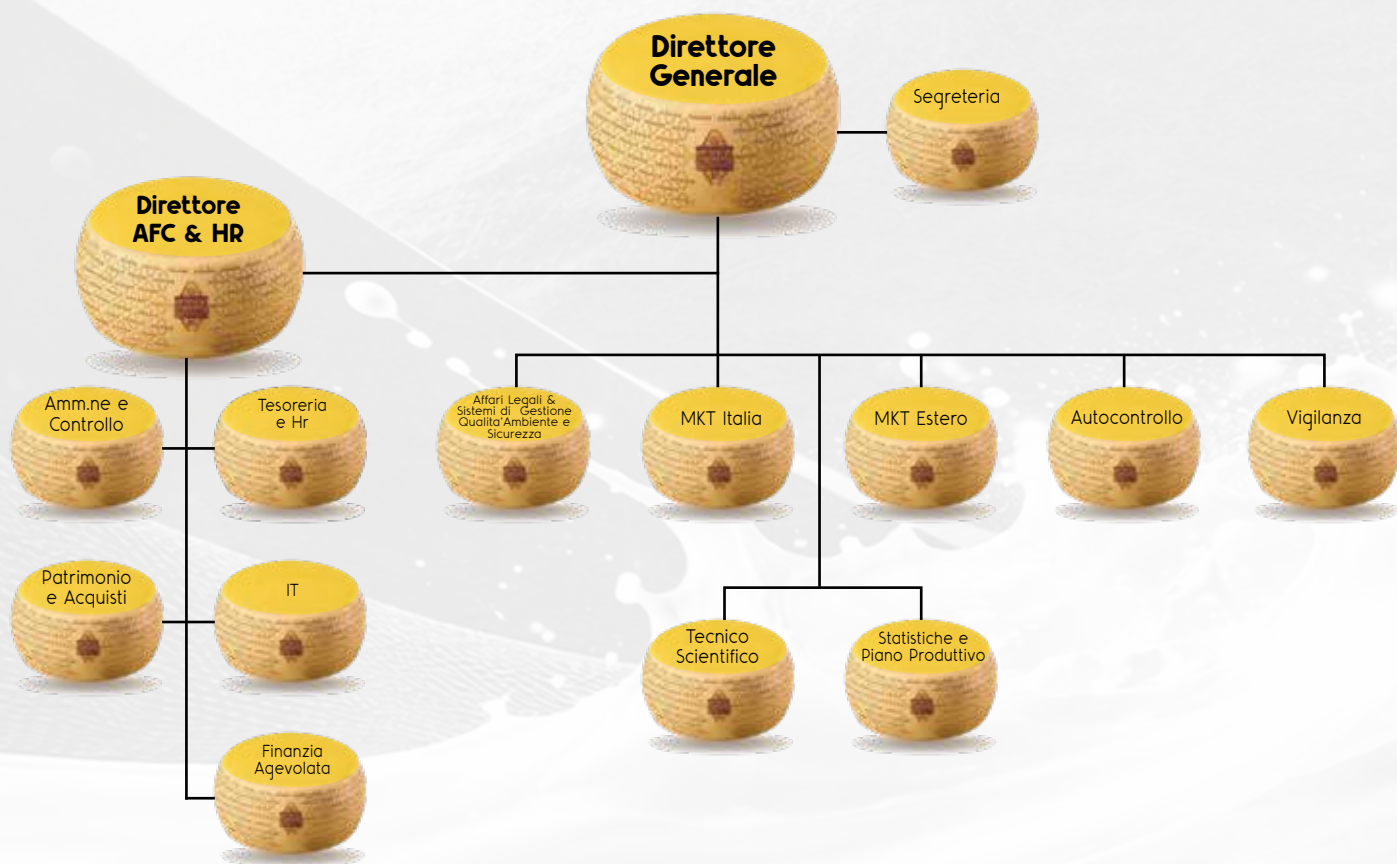 Direttore
Generale
Segreteria
Direttore
AFC & HR
Amm.ne e
Controllo
Tesoreria
e Hr
Affari Legali &
Sistemi di Gestione
Qualita'Ambiente e
Sicurezza
MKT Italia
MKT Estero
Autocontrollo
Vigilanza
Patrimonio
e Acquisti
IT
Tecnico
Scientifico
Statistiche e
Piano Produttivo
Finanzia
Agevolata